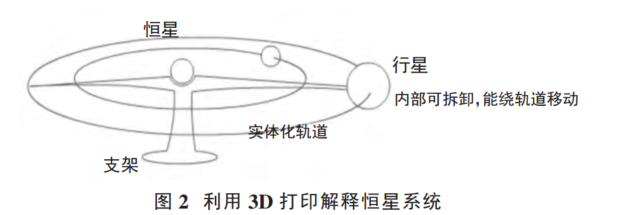 恒星
行星
内部可拆卸,能绕轨道移动
实体化轨道
支架
图 2 利用 3D 打印解释恒星系统